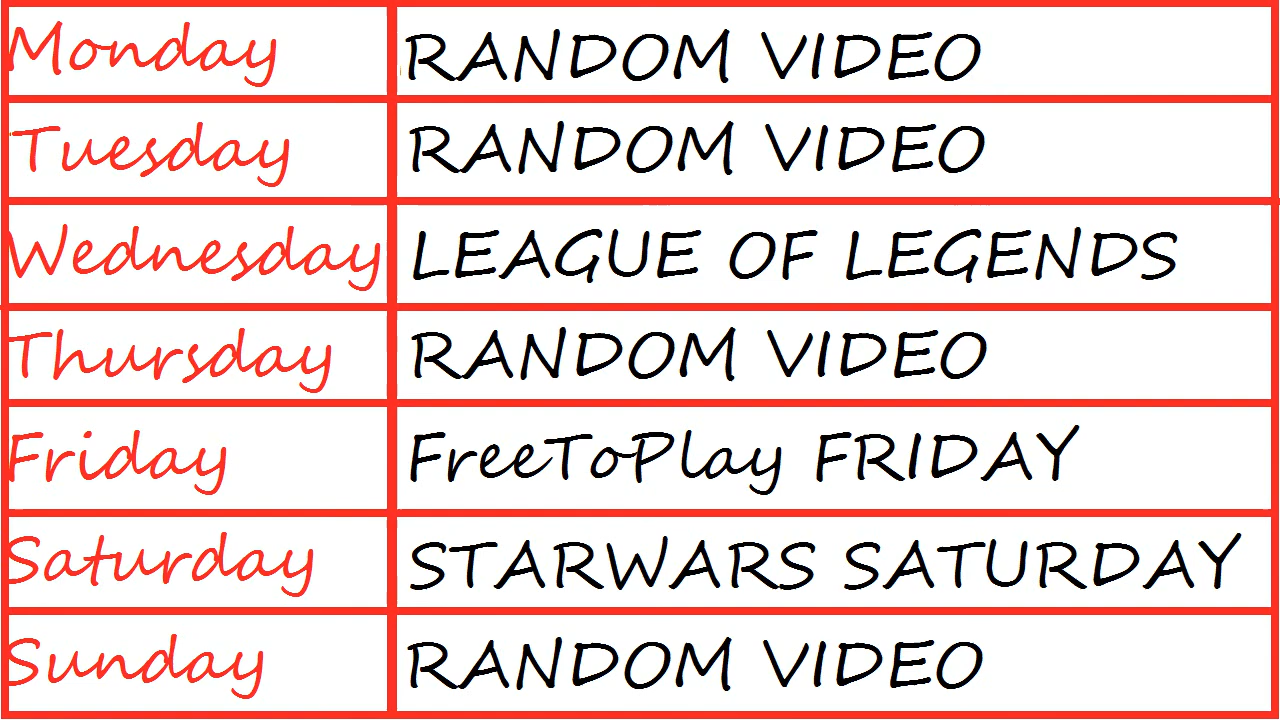 Monday RANDOM VIDEO
Tuesday RANDOM VIDEO
Wednesday LEAGUE OF LEGENDS
Thursday RANDOM VIDEO
Friday FreeToPlay FRIDAY
Saturday STARWARS SATURDAY
Sunday RANDOM VIDEO